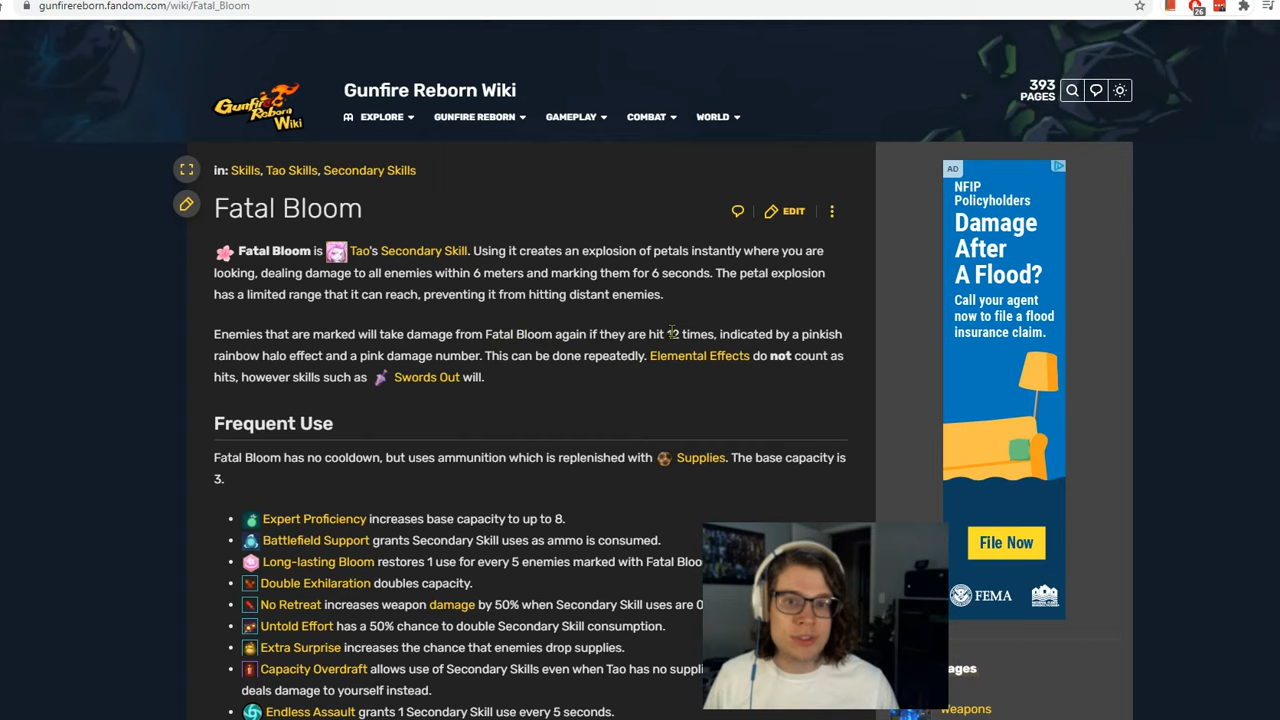 gunfirereborn.fandom.com/wiki/Fatal_Bloom
26
Gunfire
Reborn
Wiki
Gunfire Reborn Wiki
393
PAGES
EXPLORE
GUNFIRE REBORN
GAMEPLAY
COMBAT
WORLD
in: Skills, Tao Skills, Secondary Skills
Fatal Bloom
EDIT
Fatal Bloom is Tao's Secondary Skill. Using it creates an explosion of petals instantly where you are
looking, dealing damage to all enemies within 6 meters and marking them for 6 seconds. The petal explosion
has a limited range that it can reach, preventing it from hitting distant enemies.
Enemies that are marked will take damage from Fatal Bloom again if they are hit 12 times, indicated by a pinkish
rainbow halo effect and a pink damage number. This can be done repeatedly. Elemental Effects do not count as
hits, however skills such as Swords Out will.
Frequent Use
Fatal Bloom has no cooldown, but uses ammunition which is replenished with Supplies. The base capacity is
3.
Expert Proficiency increases base capacity to up to 8.
Battlefield Support grants Secondary Skill uses as ammo is consumed.
Long-lasting Bloom restores 1 use for every 5 enemies marked with Fatal Bloo
Double Exhilaration doubles capacity.
No Retreat increases weapon damage by 50% when Secondary Skill uses are 0
Untold Effort has a 50% chance to double Secondary Skill consumption.
Extra Surprise increases the chance that enemies drop supplies.
Capacity Overdraft allows use of Secondary Skills even when Tao has no suppli
deals damage to yourself instead.
Endless Assault grants 1 Secondary Skill use every 5 seconds.
AD
NFIP
Policyholders
Damage
After
A Flood?
Call your agent
now to file a flood
insurance claim.
File Now
FEMA
ages
Weapons